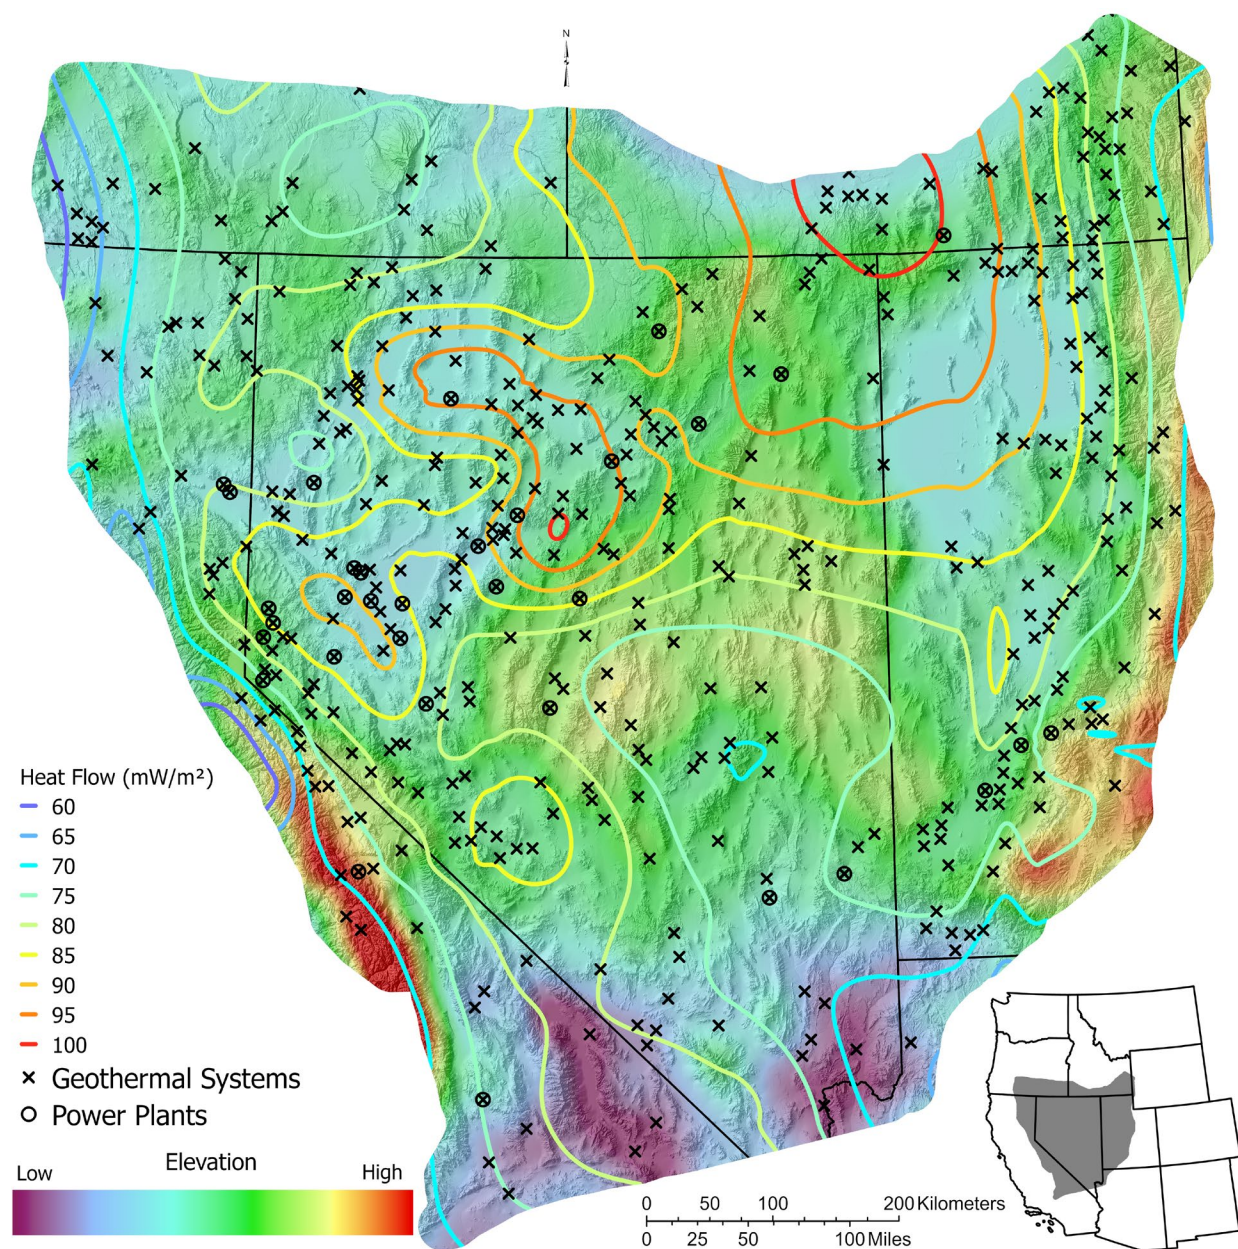 N
Heat Flow (mW/m²)
60
65
70
75
80
85
90
95
100
Geothermal Systems
Power Plants
Low Elevation High
0 50 100 200 Kilometers
0 25 50 100 Miles